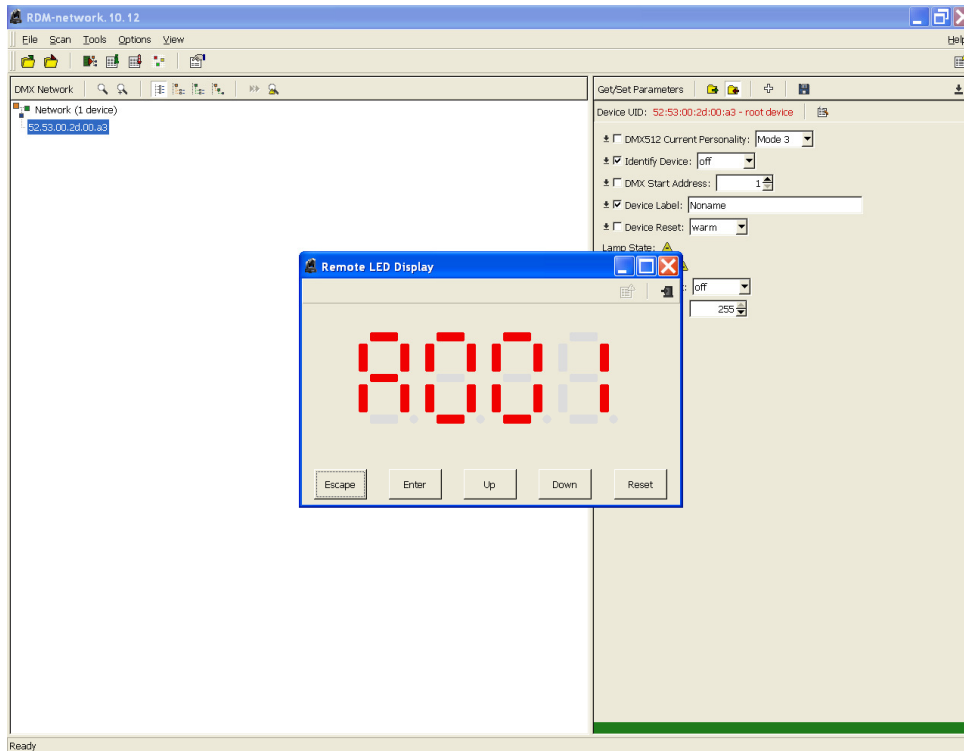 RDM-network. 10. 12
File Scan Tools Options View Help
DMX Network
Get/Set Parameters
Network (1 device)
52.53.00.2d.00.a3
Device UID: 52:53:00:2d:00:a3 - root device
DMX512 Current Personality: Mode 3
Identify Device: off
DMX Start Address: 1
Device Label: Noname
Device Reset: warm
Lamp State:
off
255
Remote LED Display
A001
Escape Enter Up Down Reset
Ready